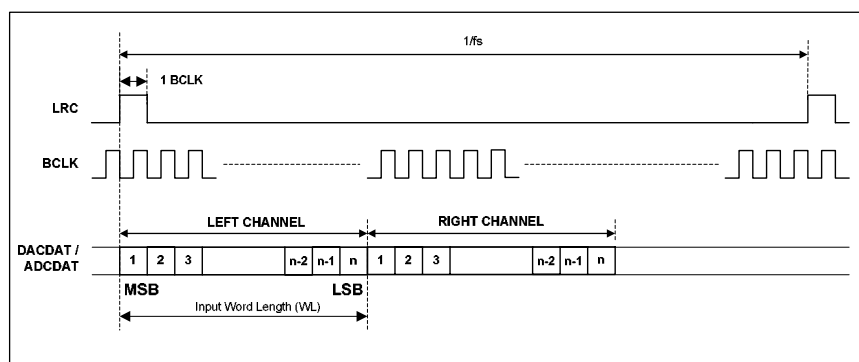 1/fs
1 BCLK
LRC
BCLK
LEFT CHANNEL RIGHT CHANNEL
DACDAT /
ADCDAT
1 2 3 n-2 n-1 n 1 2 3 n-2 n-1 n
MSB LSB
Input Word Length (WL)